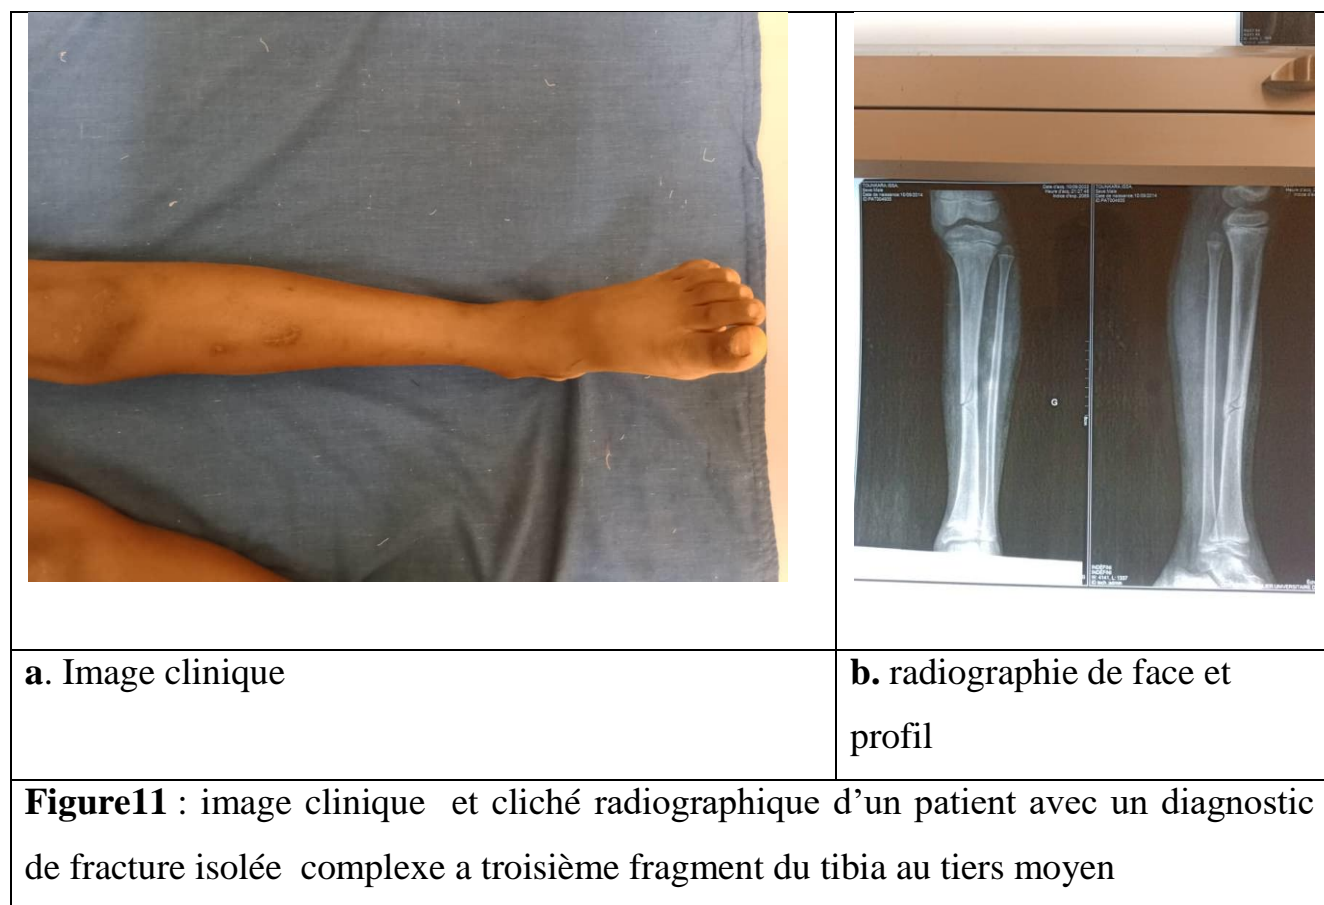 G
a. Image clinique
b. radiographie de face et
profil
Figure11 : image clinique et cliché radiographique d'un patient avec un diagnostic
de fracture isolée complexe a troisième fragment du tibia au tiers moyen